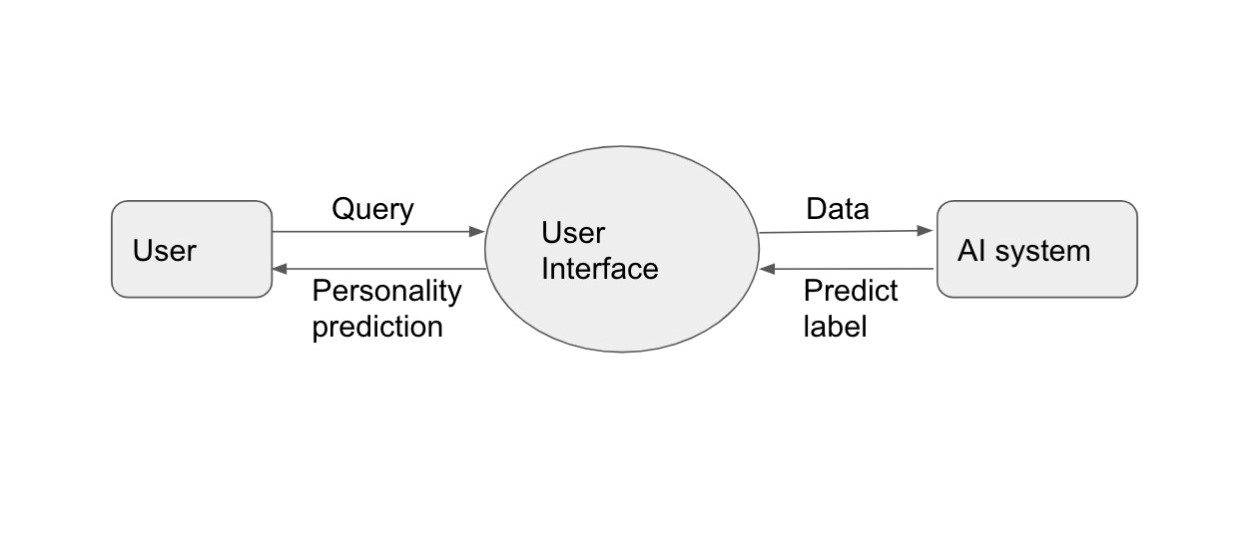 Query
Data
User
User
Interface
AI system
Personality
prediction
Predict
label